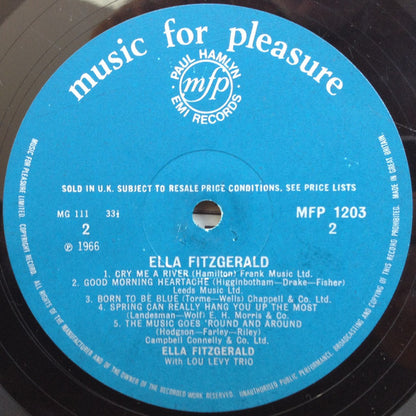 music for pleasure
PAUL HAMLYN
mfp
EMI RECORDS
SOLD IN U.K. SUBJECT TO RESALE PRICE CONDITIONS, SEE PRICE LISTS
MG 111 33⅓
MFP 1203
2
2
℗ 1966
ELLA FITZGERALD
1. CRY ME A RIVER (Hamilton) Frank Music Ltd.
2. GOOD MORNING HEARTACHE (Higginbotham—Drake—Fisher)
Leeds Music Ltd.
3. BORN TO BE BLUE (Torme—Wells) Chappell & Co. Ltd.
4. SPRING CAN REALLY HANG YOU UP THE MOST
(Landesman—Wolf) E. H. Morris & Co.
5. THE MUSIC GOES 'ROUND AND AROUND
(Hodgson—Farley—Riley)
Campbell Connelly & Co. Ltd.
ELLA FITZGERALD
With LOU LEVY TRIO
MUSIC FOR PLEASURE LIMITED. COPYRIGHT RECORD. ALL RIGHTS OF THE MANUFACTURER AND OF THE OWNER OF THE RECORDED WORK RESERVED. UNAUTHORISED PUBLIC PERFORMANCE, BROADCASTING AND COPYING OF THIS RECORD PROHIBITED. MADE IN GREAT BRITAIN.